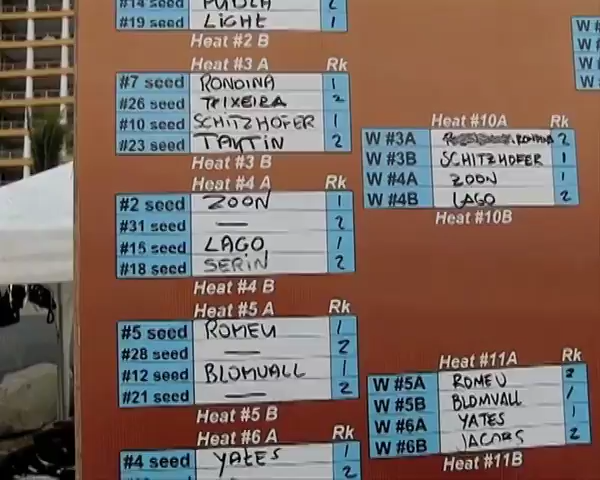 #14 seed PUDLA 2
#19 seed LIGHT 1
Heat #2 B
Heat #3 A Rk
#7 seed RONDINA 1
#26 seed TEIXEIRA 2
#10 seed SCHITZHOFER 1
#23 seed TANTIN 2
Heat #3 B
Heat #4 A Rk
#2 seed ZOON 1
#31 seed — 2
#15 seed LAGO 1
#18 seed SERIN 2
Heat #4 B
Heat #5 A Rk
#5 seed ROMEU 1
#28 seed — 2
#12 seed BLOMVALL 1
#21 seed —— 2
Heat #5 B
Heat #6 A Rk
#4 seed YATES 1
2
W #
W #
W #
W #
Heat #10A Rk
W #3A RONDINA 2
W #3B SCHITZHOFER 1
W #4A ZOON 1
W #4B LAGO 2
Heat #10B
Heat #11A Rk
W #5A ROMEU 2
W #5B BLOMVALL 1
W #6A YATES 1
W #6B JACOBS 2
Heat #11B